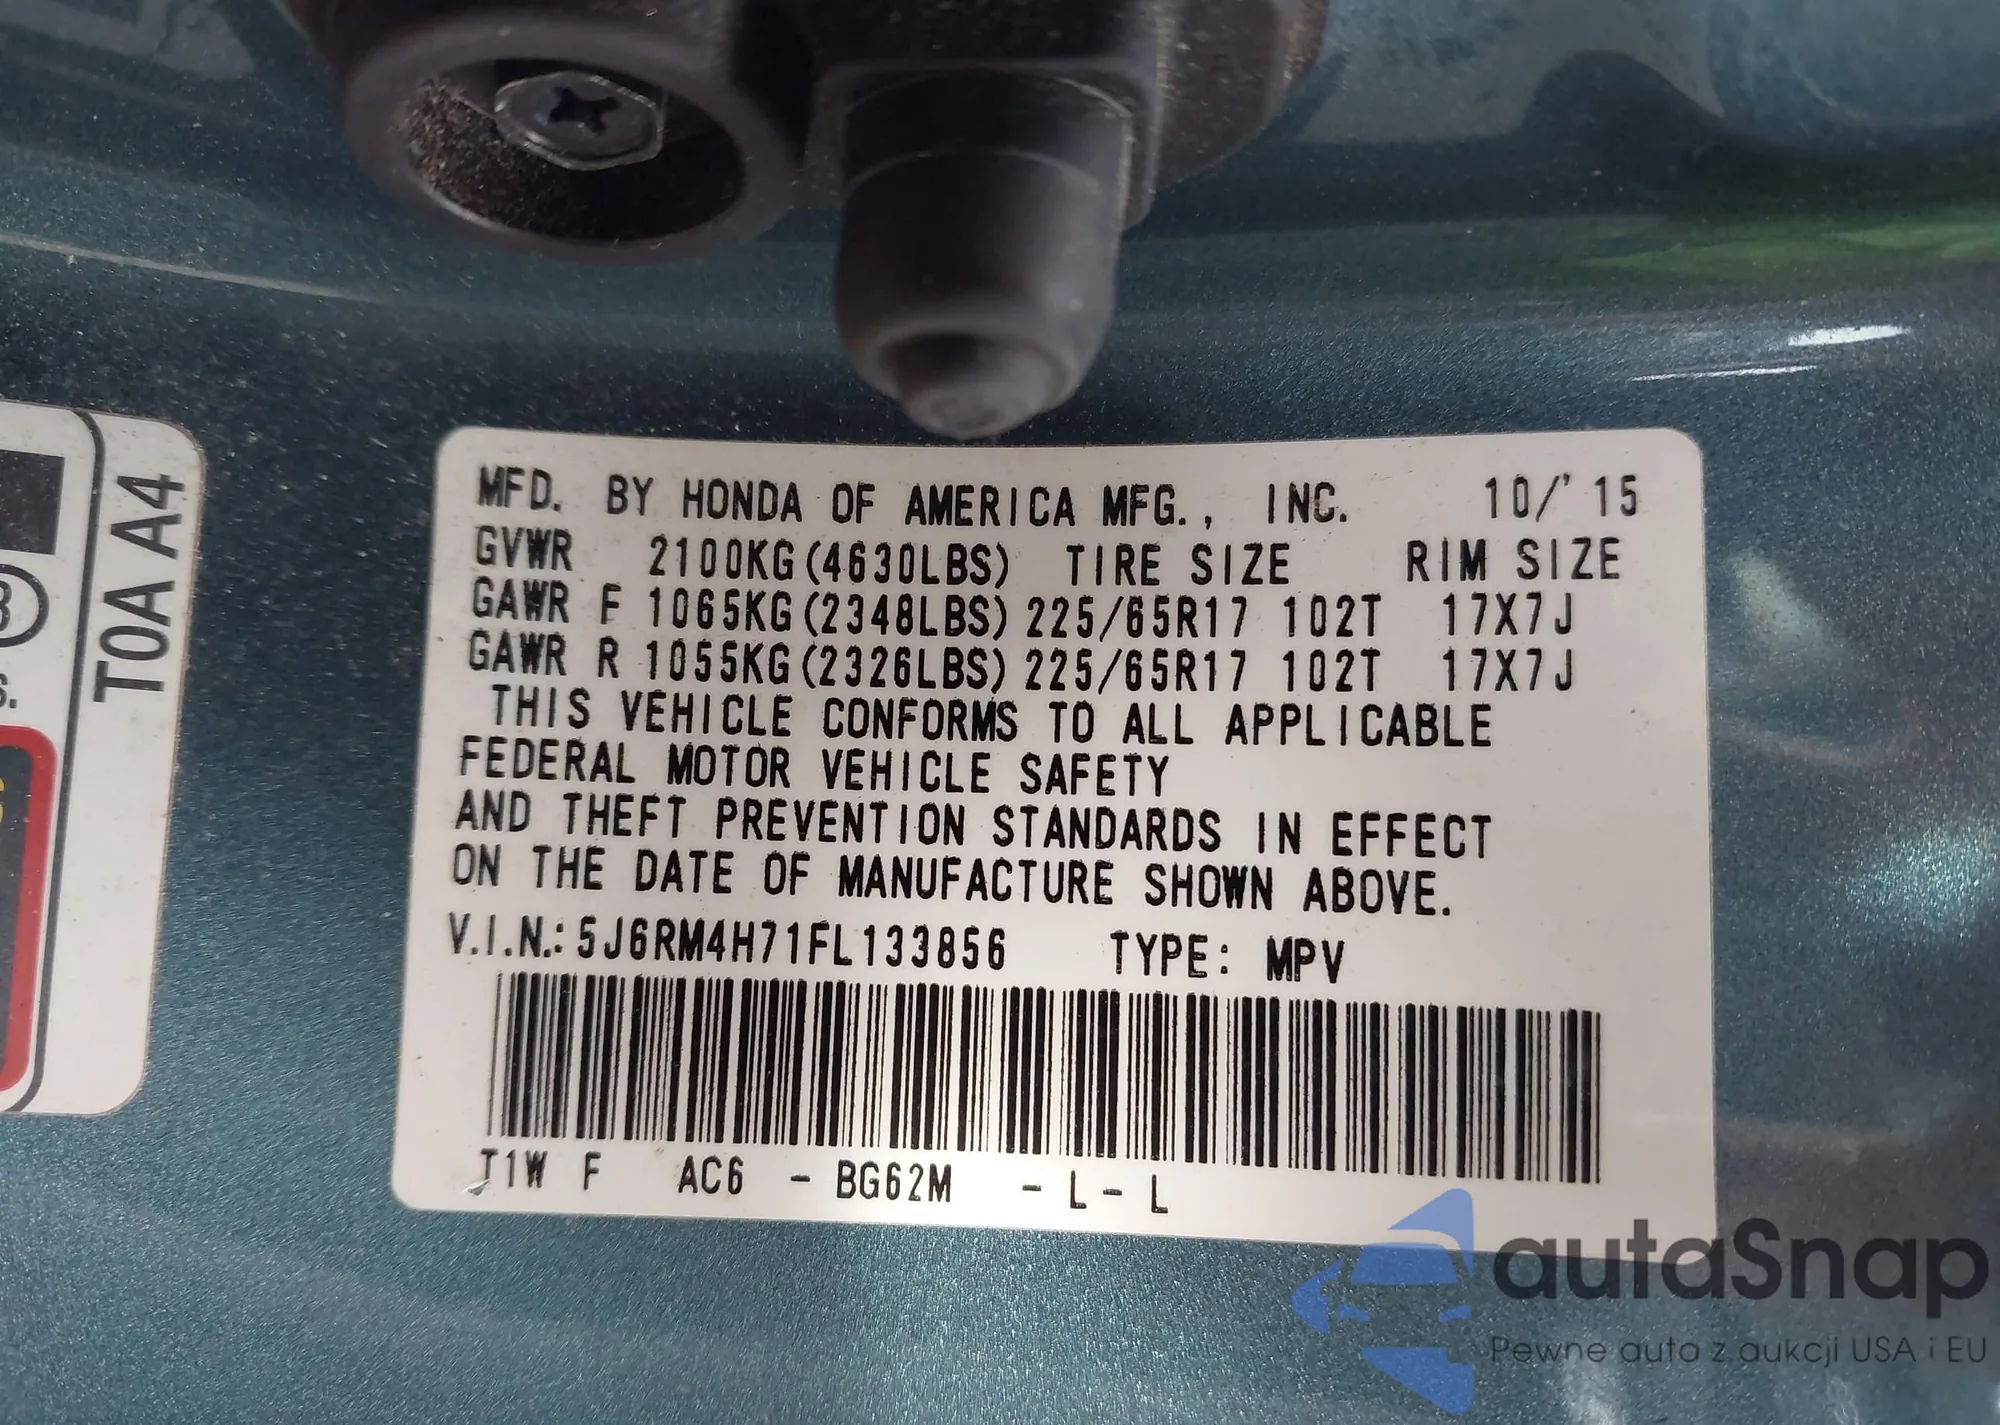 T0A A4
MFD. BY HONDA OF AMERICA MFG., INC. 10/'15
GVWR 2100KG(4630LBS) TIRE SIZE RIM SIZE
GAWR F 1065KG(2348LBS) 225/65R17 102T 17X7J
GAWR R 1055KG(2326LBS) 225/65R17 102T 17X7J
THIS VEHICLE CONFORMS TO ALL APPLICABLE
FEDERAL MOTOR VEHICLE SAFETY
AND THEFT PREVENTION STANDARDS IN EFFECT
ON THE DATE OF MANUFACTURE SHOWN ABOVE.
V.I.N.: 5J6RM4H71FL133856 TYPE: MPV
T1W F AC6 - BG62M - L - L
autaSnap
Pewne auta z aukcji USA i EU